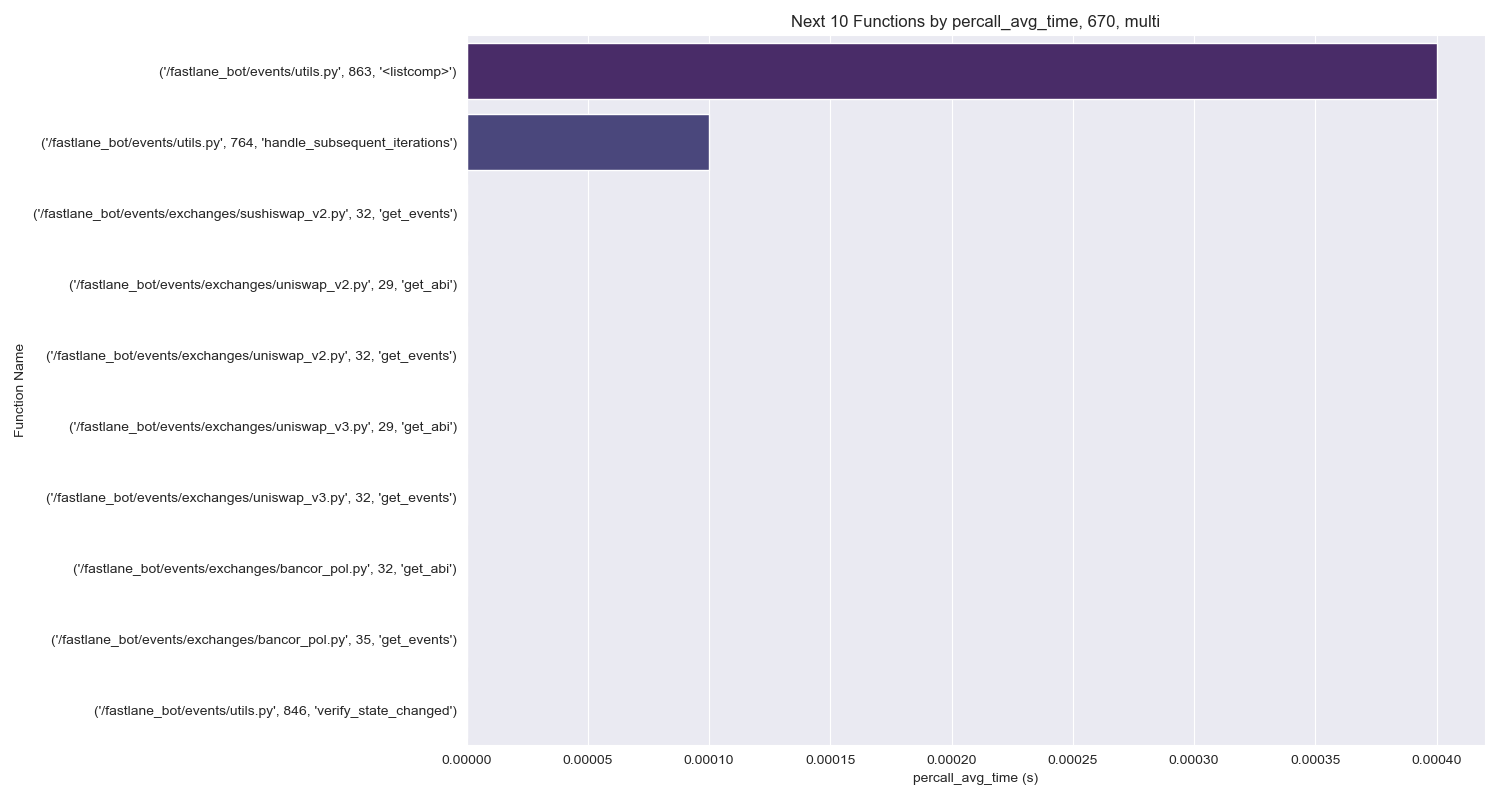 Next 10 Functions by percall_avg_time, 670, multi
('/fastlane_bot/events/utils.py', 863, '<listcomp>')
('/fastlane_bot/events/utils.py', 764, 'handle_subsequent_iterations')
('/fastlane_bot/events/exchanges/sushiswap_v2.py', 32, 'get_events')
('/fastlane_bot/events/exchanges/uniswap_v2.py', 29, 'get_abi')
('/fastlane_bot/events/exchanges/uniswap_v2.py', 32, 'get_events')
('/fastlane_bot/events/exchanges/uniswap_v3.py', 29, 'get_abi')
('/fastlane_bot/events/exchanges/uniswap_v3.py', 32, 'get_events')
('/fastlane_bot/events/exchanges/bancor_pol.py', 32, 'get_abi')
('/fastlane_bot/events/exchanges/bancor_pol.py', 35, 'get_events')
('/fastlane_bot/events/utils.py', 846, 'verify_state_changed')
Function Name
0.00000 0.00005 0.00010 0.00015 0.00020 0.00025 0.00030 0.00035 0.00040
percall_avg_time (s)